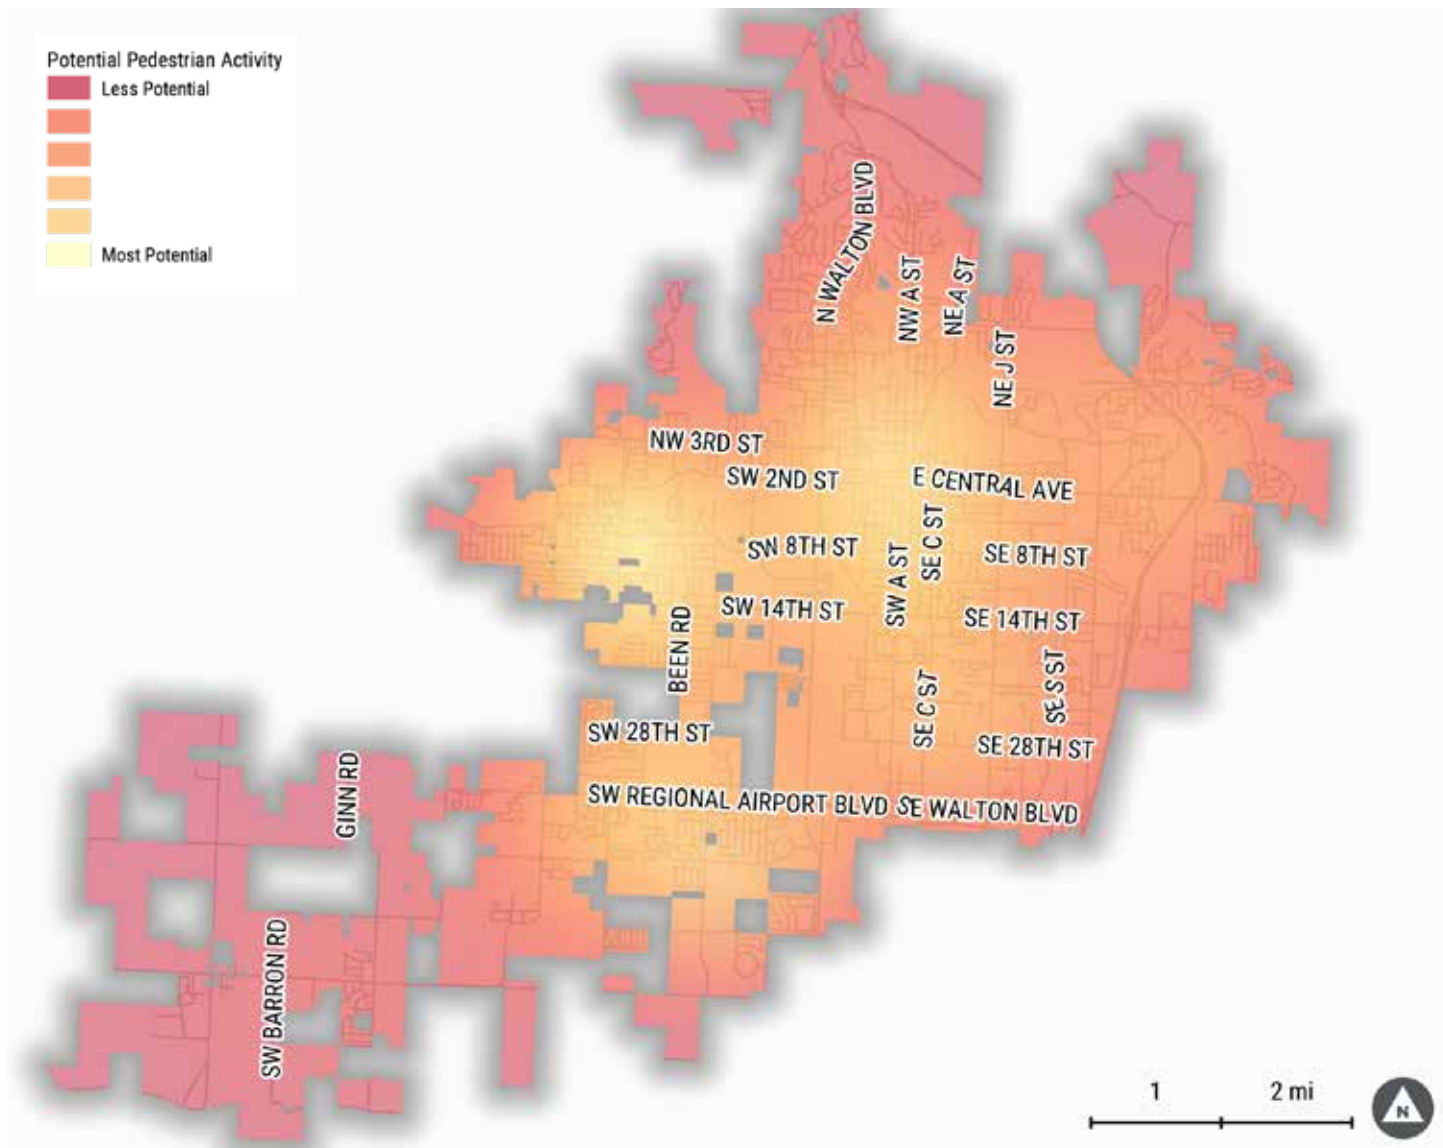 Potential Pedestrian Activity
Less Potential
Most Potential
N WALTON BLVD
NW A ST
NE A ST
NE J ST
NW 3RD ST
SW 2ND ST
E CENTRAL AVE
SE C ST
SW 8TH ST
SE 8TH ST
SW A ST
SW 14TH ST
SE 14TH ST
BEEN RD
SE S ST
SE C ST
SW 28TH ST
SE 28TH ST
GINN RD
SW REGIONAL AIRPORT BLVD SE WALTON BLVD
SW BARRON RD
1 2 mi
N